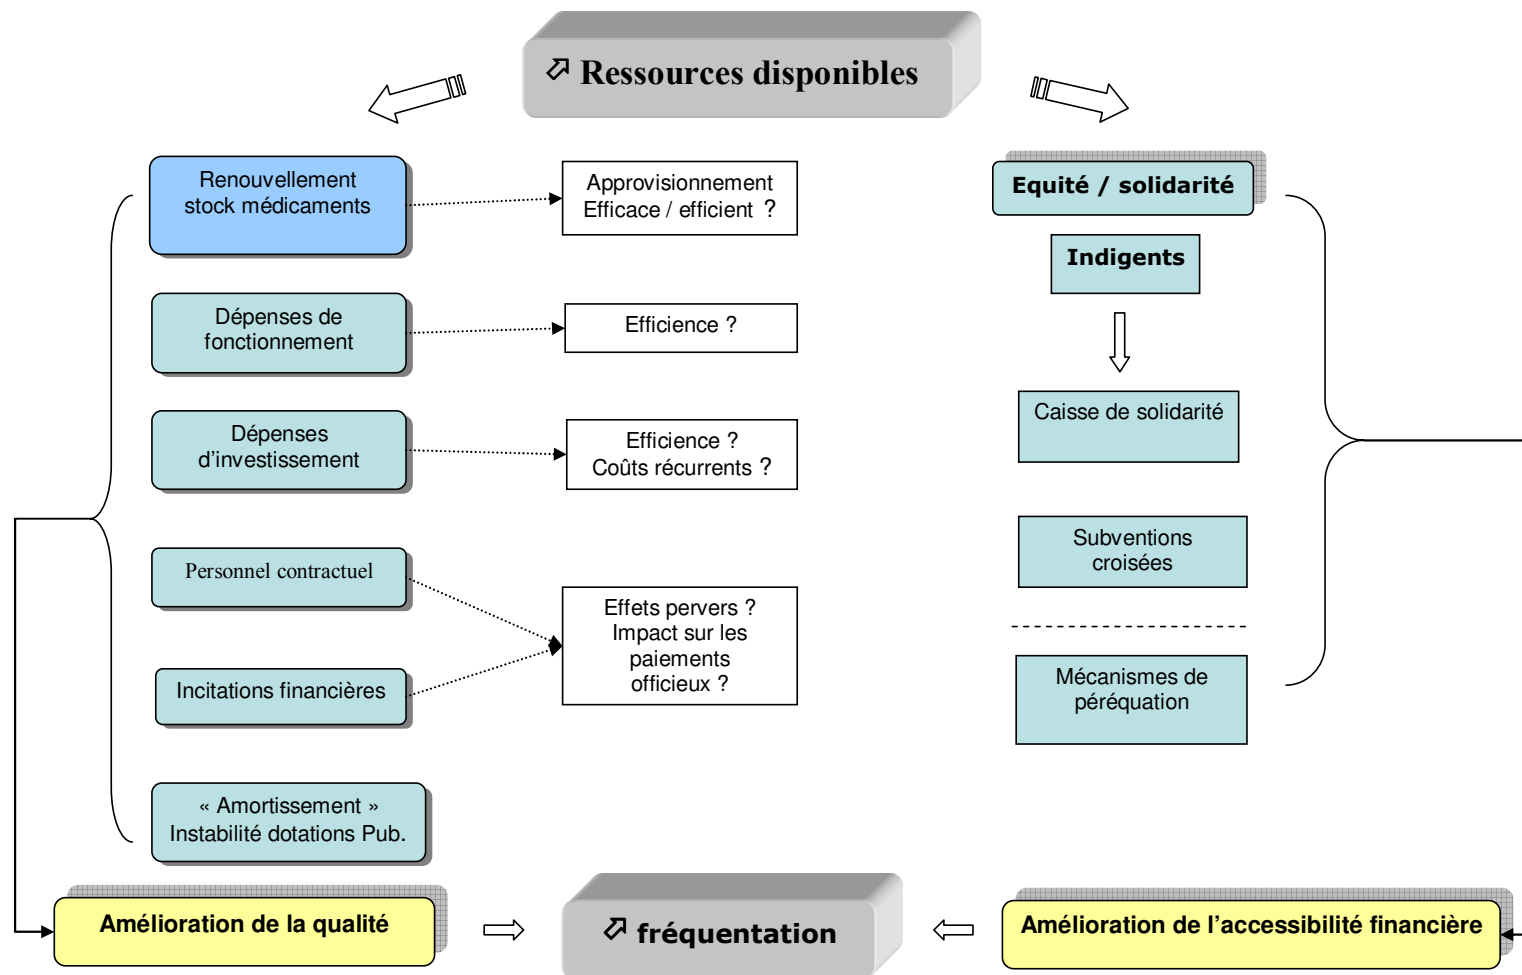 ⇗ Ressources disponibles
Renouvellement
stock médicaments
Approvisionnement
Efficace / efficient ?
Dépenses de
fonctionnement
Efficience ?
Dépenses
d'investissement
Efficience ?
Coûts récurrents ?
Personnel contractuel
Incitations financières
Effets pervers ?
Impact sur les
paiements
officieux ?
« Amortissement »
Instabilité dotations Pub.
Equité / solidarité
Indigents
Caisse de solidarité
Subventions
croisées
Mécanismes de
péréquation
Amélioration de la qualité
⇗ fréquentation
Amélioration de l'accessibilité financière